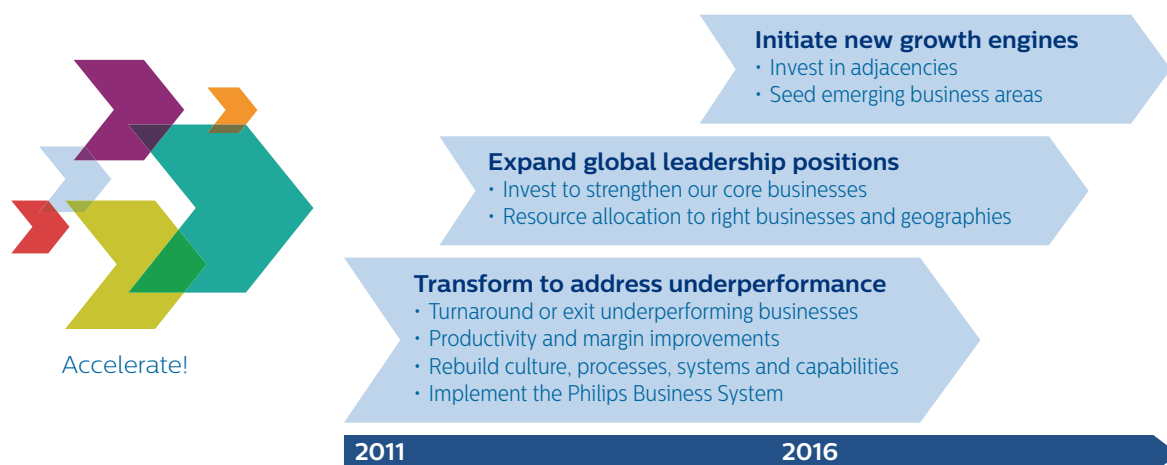 Initiate new growth engines
· Invest in adjacencies
· Seed emerging business areas
Expand global leadership positions
· Invest to strengthen our core businesses
· Resource allocation to right businesses and geographies
Transform to address underperformance
· Turnaround or exit underperforming businesses
· Productivity and margin improvements
· Rebuild culture, processes, systems and capabilities
· Implement the Philips Business System
Accelerate!
2011 2016